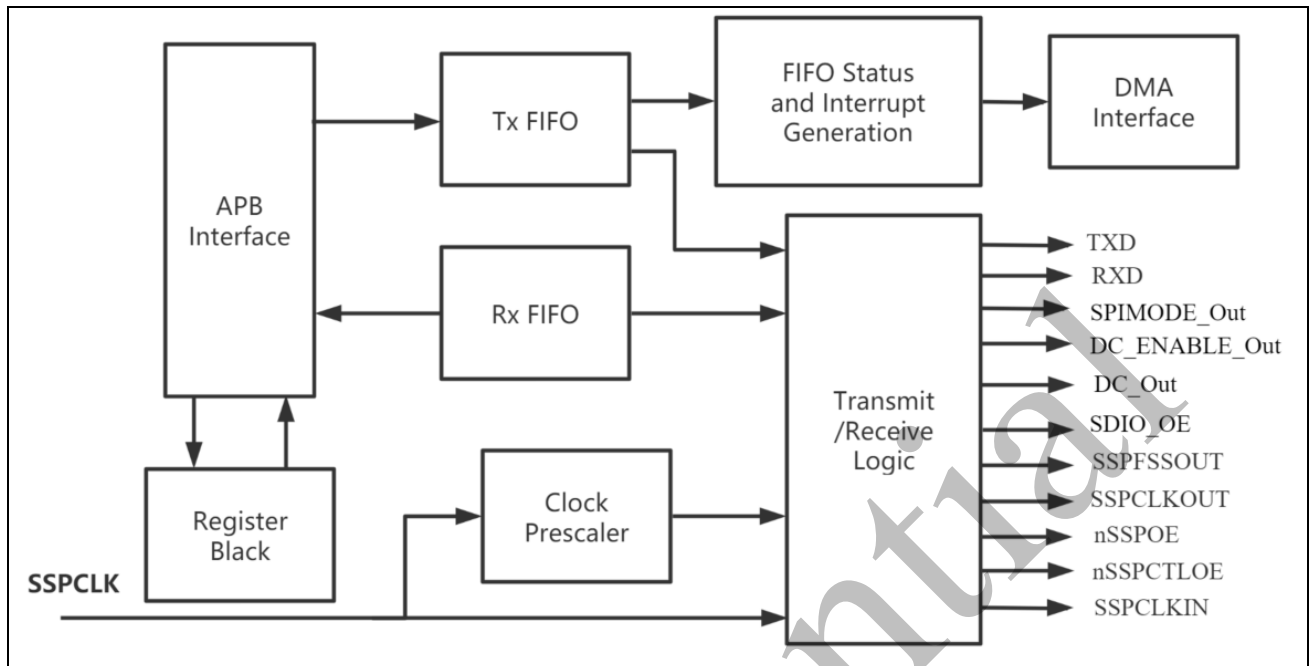 APB
Interface
Tx FIFO
FIFO Status
and Interrupt
Generation
DMA
Interface
Rx FIFO
Register
Black
Clock
Prescaler
SSPCLK
Transmit
/Receive
Logic
TXD
RXD
SPIMODE_Out
DC_ENABLE_Out
DC_Out
SDIO_OE
SSPFSSOUT
SSPCLKOUT
nSSPOE
nSSPCTLOE
SSPCLKIN
ntial